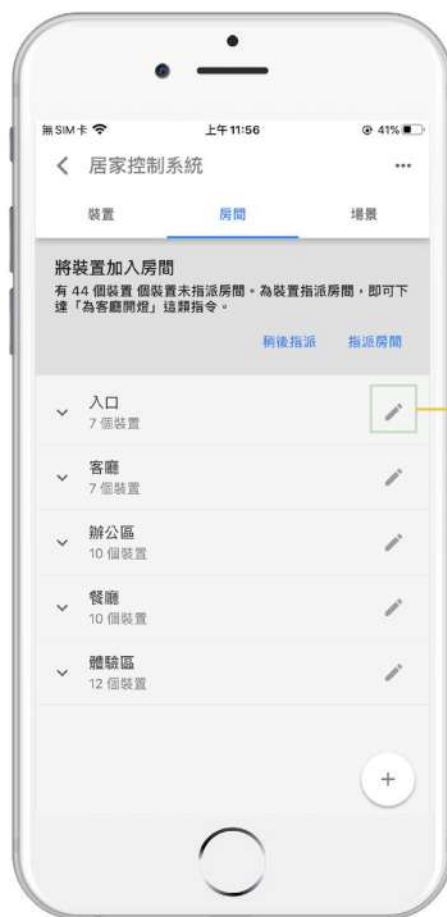 無SIM卡
上午11:56
41%
居家控制系統
裝置
房間
場景
將裝置加入房間
有 44 個裝置 個裝置未指派房間。為裝置指派房間，即可下
達「為客廳開燈」這類指令。
稍後指派
指派房間
入口
7 個裝置
客廳
7 個裝置
辦公區
10 個裝置
餐廳
10 個裝置
體驗區
12 個裝置